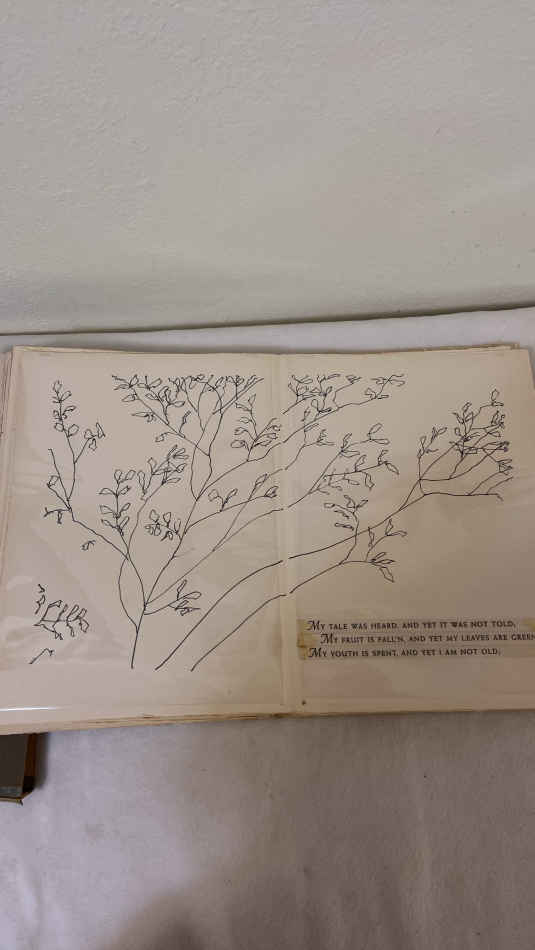 My tale was heard, and yet it was not told,
My fruit is fall'n, and yet my leaves are green
My youth is spent, and yet I am not old;